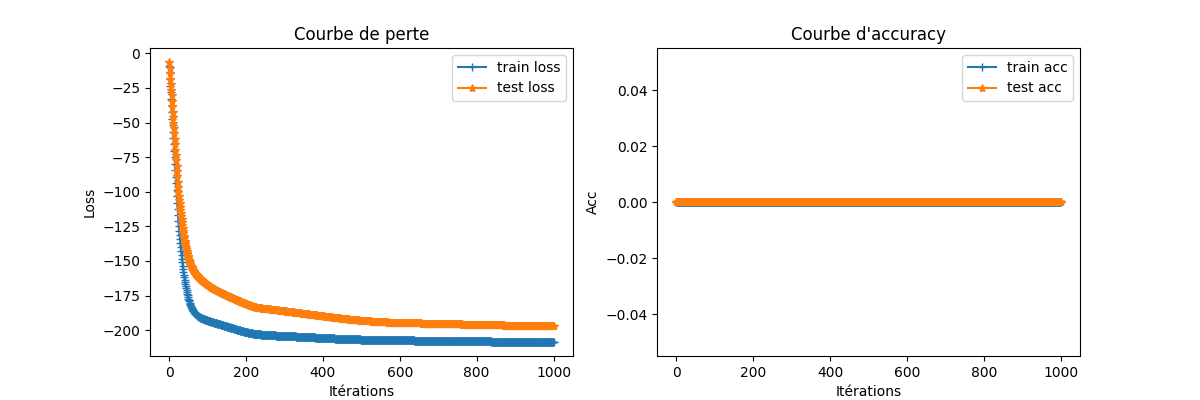 Courbe de perte
0
−25
−50
−75
−100
−125
−150
−175
−200
Loss
train loss
test loss
0
200
400
600
800
1000
Itérations
Courbe d'accuracy
0.04
0.02
0.00
−0.02
−0.04
Acc
train acc
test acc
0
200
400
600
800
1000
Itérations